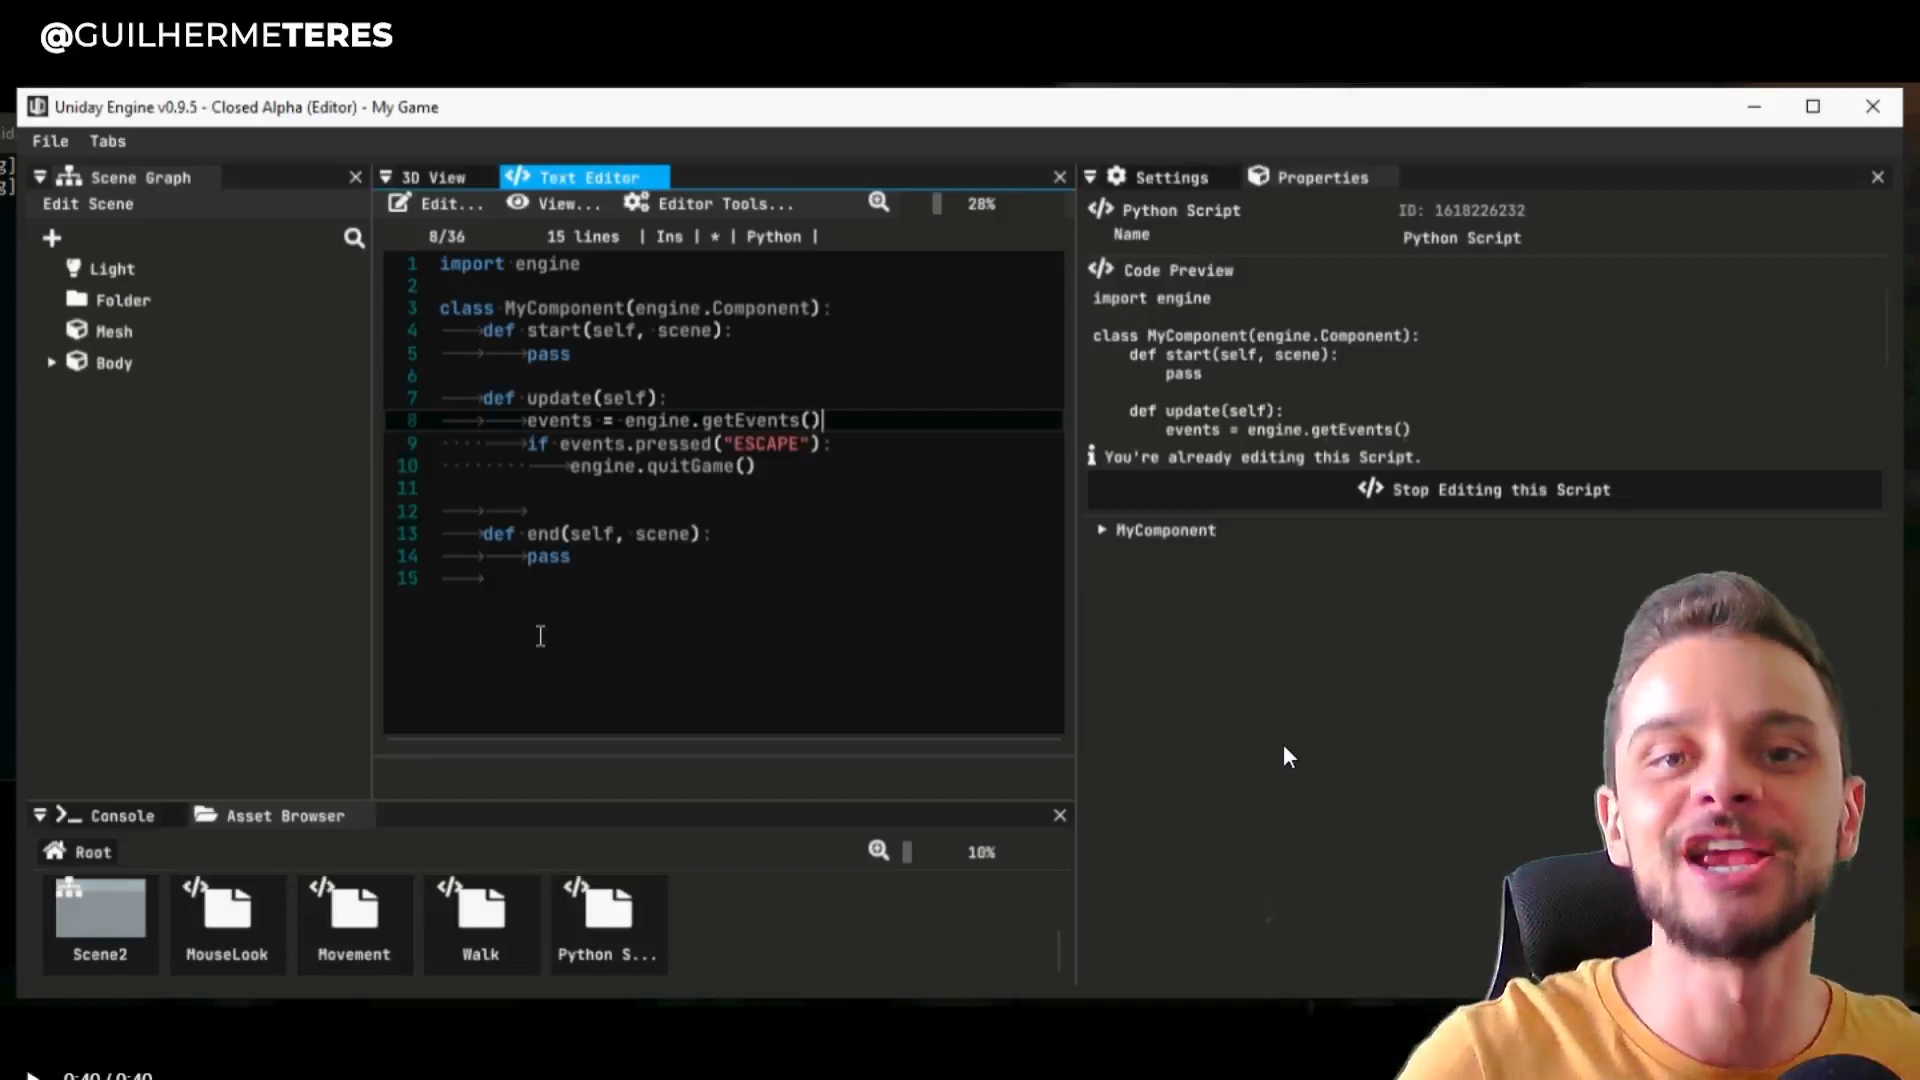 @GUILHERMETERES
Uniday Engine v0.9.5 - Closed Alpha (Editor) - My Game
File Tabs
Scene Graph
Edit Scene
Light
Folder
Mesh
Body
3D View Text Editor
Edit... View... Editor Tools... 28%
8/36 15 lines | Ins | * | Python |
1 import engine
2
3 class MyComponent(engine.Component):
4 def start(self, scene):
5 pass
6
7 def update(self):
8 events = engine.getEvents()
9 if events.pressed("ESCAPE"):
10 engine.quitGame()
11
12
13 def end(self, scene):
14 pass
15
Settings Properties
Python Script ID: 1618226232
Name Python Script
Code Preview
import engine
class MyComponent(engine.Component):
def start(self, scene):
pass
def update(self):
events = engine.getEvents()
You're already editing this Script.
Stop Editing this Script
MyComponent
Console Asset Browser
Root 10%
Scene2 MouseLook Movement Walk Python S...
0:40 / 0:40